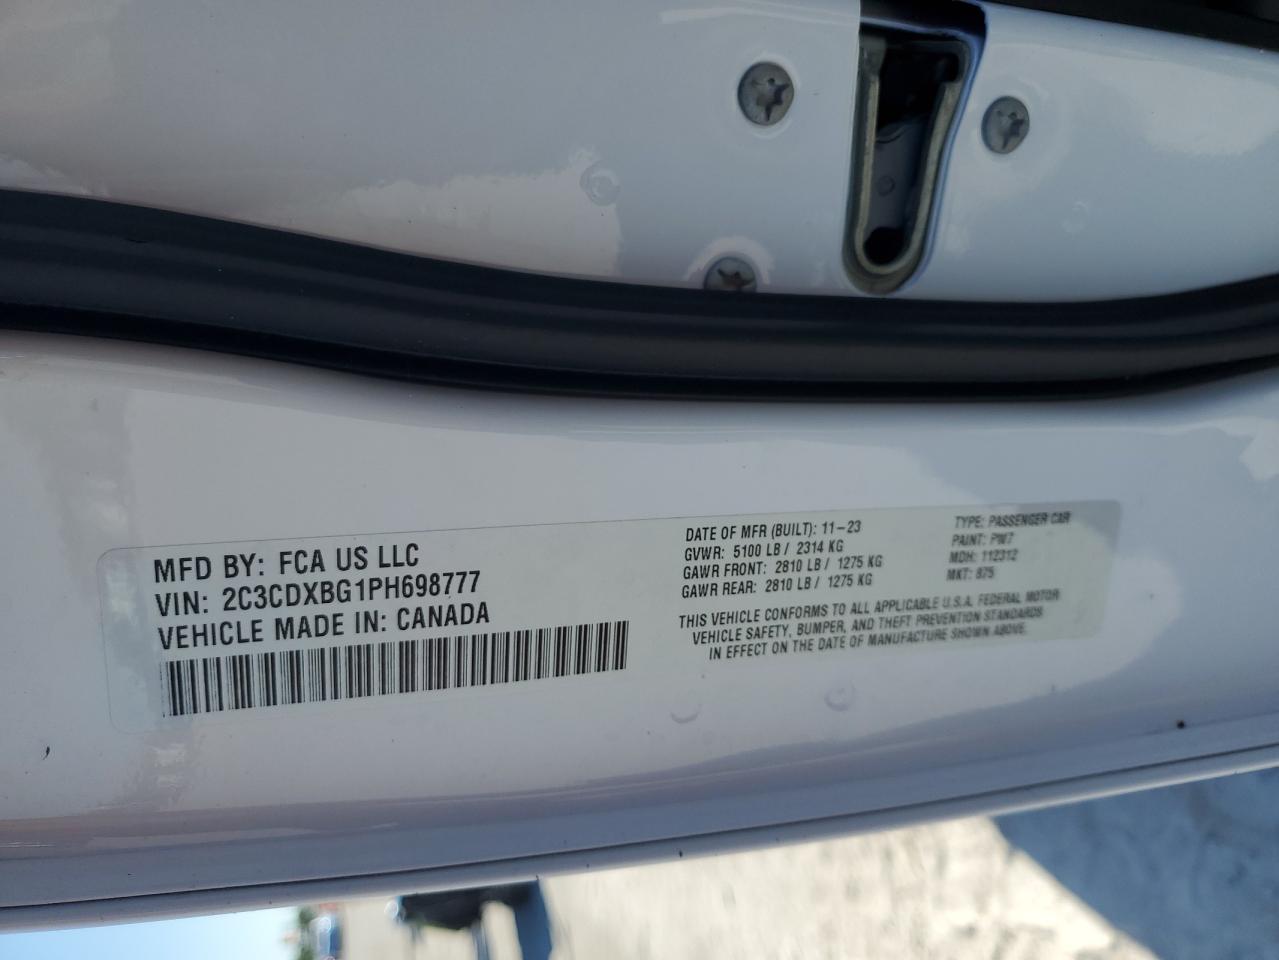 MFD BY: FCA US LLC
VIN: 2C3CDXBG1PH698777
VEHICLE MADE IN: CANADA
DATE OF MFR (BUILT): 11-23
GVWR: 5100 LB / 2314 KG
GAWR FRONT: 2810 LB / 1275 KG
GAWR REAR: 2810 LB / 1275 KG
TYPE: PASSENGER CAR
PAINT: PW7
MDH: 112312
MKT: 875
THIS VEHICLE CONFORMS TO ALL APPLICABLE U.S.A. FEDERAL MOTOR
VEHICLE SAFETY, BUMPER, AND THEFT PREVENTION STANDARDS
IN EFFECT ON THE DATE OF MANUFACTURE SHOWN ABOVE.